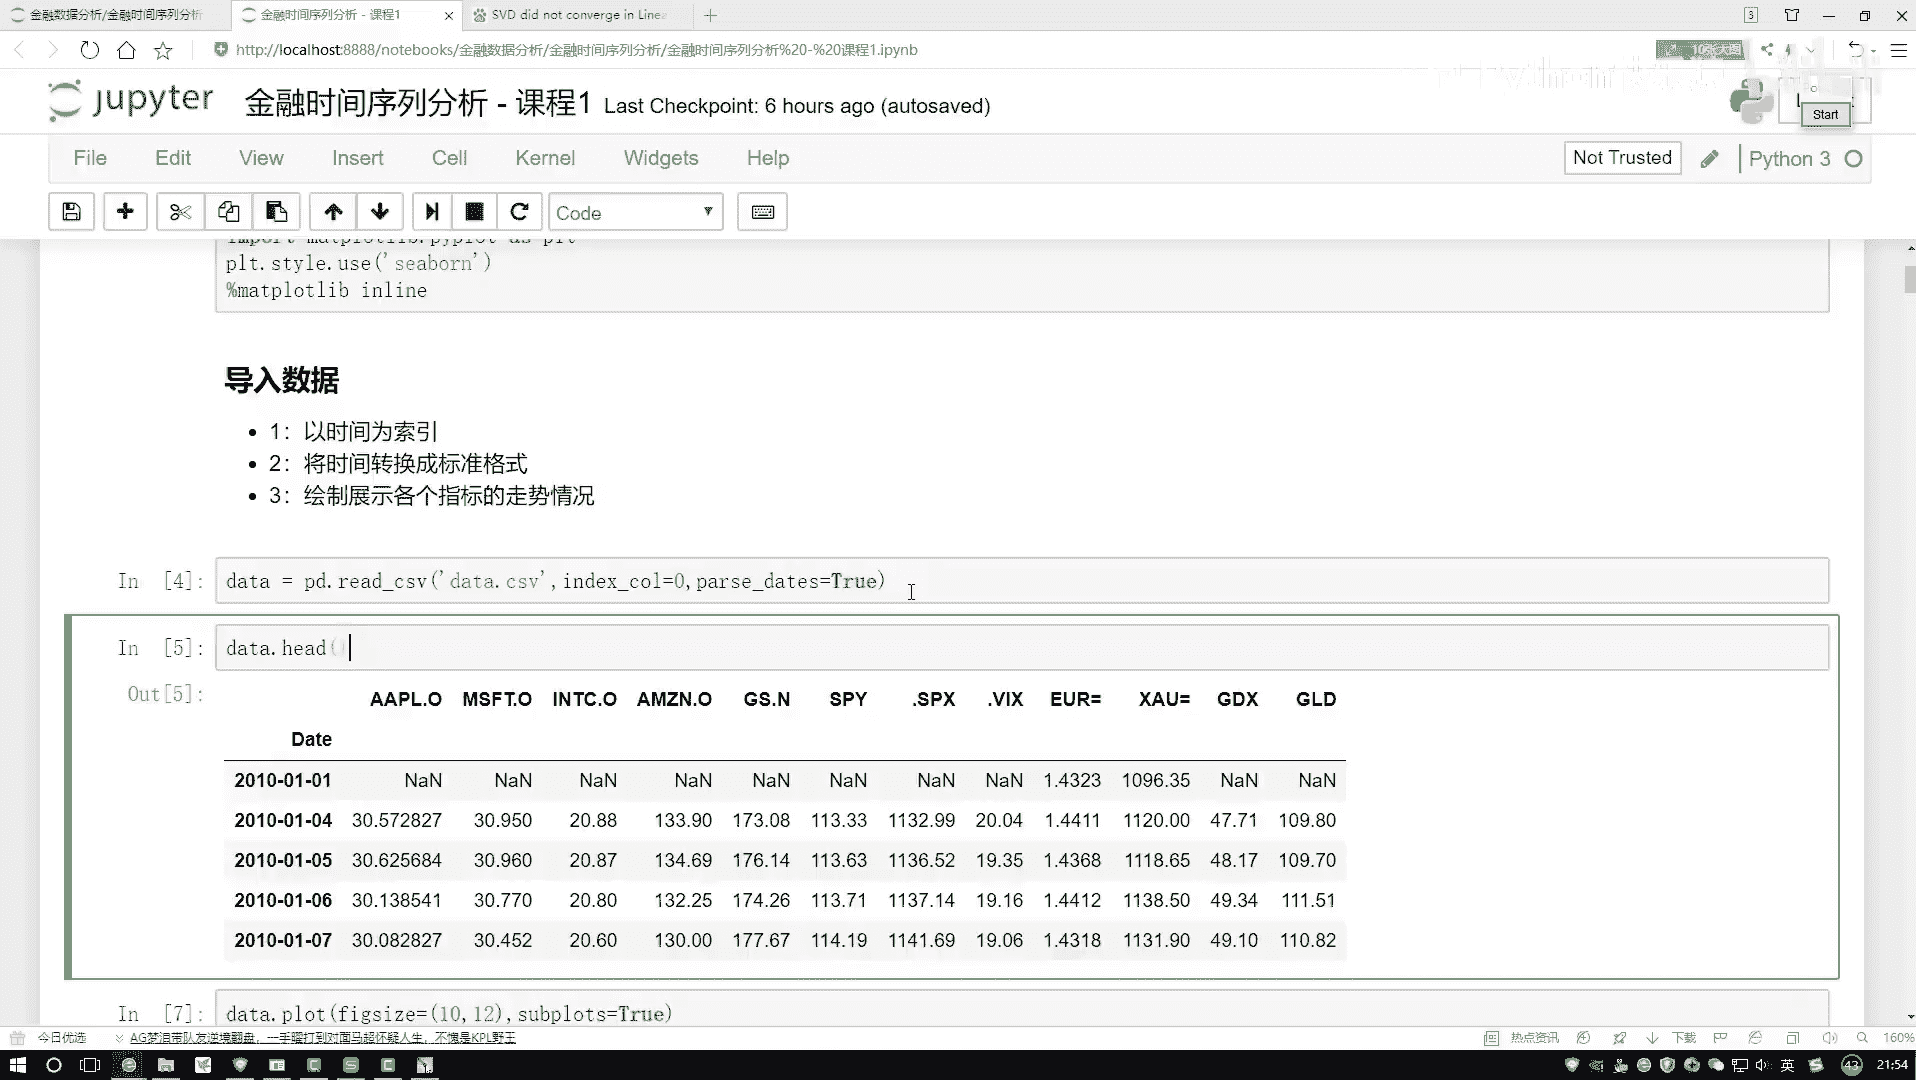 金融数据分析/金融时间序列分析
金融时间序列分析 - 课程1
SVD did not converge in Linea
3
http://localhost:8888/notebooks/金融数据分析/金融时间序列分析/金融时间序列分析%20-%20课程1.ipynb
jupyter 金融时间序列分析 - 课程1 Last Checkpoint: 6 hours ago (autosaved)
Start
File Edit View Insert Cell Kernel Widgets Help
Not Trusted Python 3
Code
import matplotlib.pyplot as plt
plt.style.use('seaborn')
%matplotlib inline
导入数据
• 1：以时间为索引
• 2：将时间转换成标准格式
• 3：绘制展示各个指标的走势情况
In [4]: data = pd.read_csv('data.csv',index_col=0,parse_dates=True)
In [5]: data.head()
Out[5]: AAPL.O MSFT.O INTC.O AMZN.O GS.N SPY .SPX .VIX EUR= XAU= GDX GLD
Date
2010-01-01 NaN NaN NaN NaN NaN NaN NaN NaN 1.4323 1096.35 NaN NaN
2010-01-04 30.572827 30.950 20.88 133.90 173.08 113.33 1132.99 20.04 1.4411 1120.00 47.71 109.80
2010-01-05 30.625684 30.960 20.87 134.69 176.14 113.63 1136.52 19.35 1.4368 1118.65 48.17 109.70
2010-01-06 30.138541 30.770 20.80 132.25 174.26 113.71 1137.14 19.16 1.4412 1138.50 49.34 111.51
2010-01-07 30.082827 30.452 20.60 130.00 177.67 114.19 1141.69 19.06 1.4318 1131.90 49.10 110.82
In [7]: data.plot(figsize=(10,12),subplots=True)
今日优选 AG梦泪带队友逆境翻盘，一手曜打到对面马超怀疑人生，不愧是KPL野王
热点资讯 下载 160%
英 43 21:54